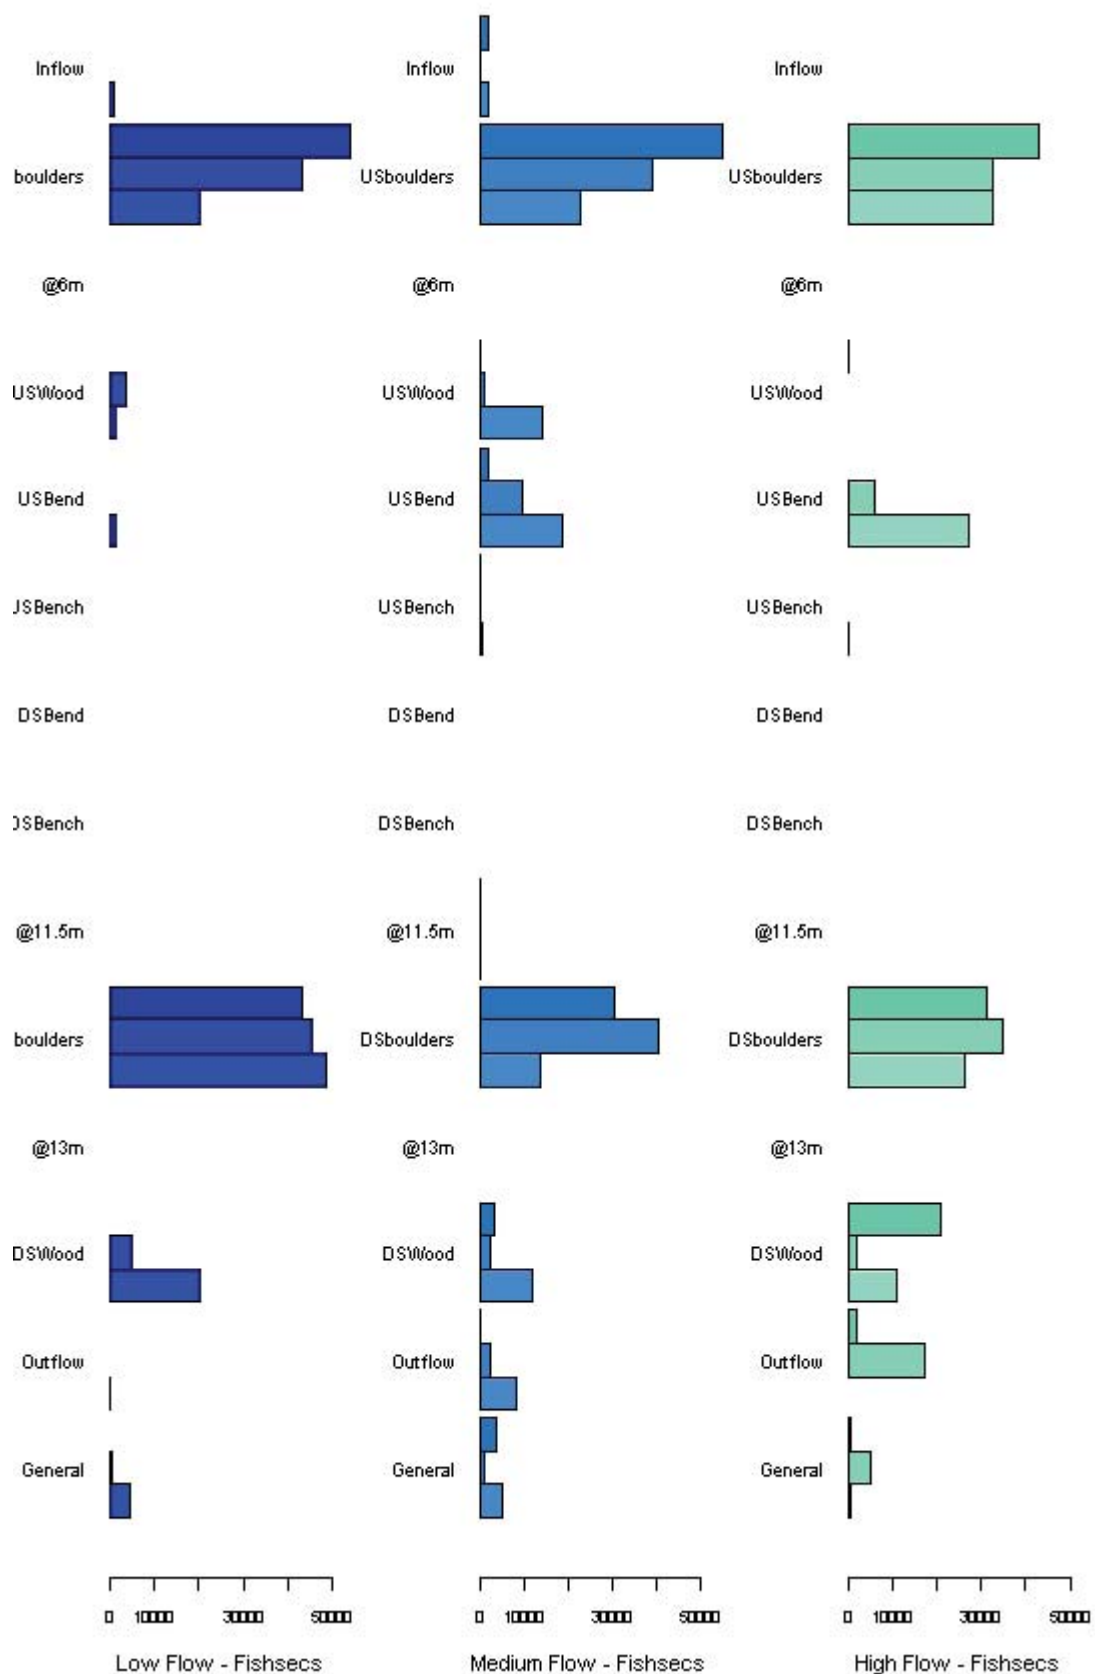 Inflow Inflow Inflow
boulders USboulders USboulders
@6m @6m @6m
USWood USWood USWood
USBend USBend USBend
USBench USBench USBench
DSBend DSBend DSBend
DSBench DSBench DSBench
@11.5m @11.5m @11.5m
boulders DSboulders DSboulders
@13m @13m @13m
DSWood DSWood DSWood
Outflow Outflow Outflow
General General General
0 10000 30000 50000 0 10000 30000 50000 0 10000 30000 50000
Low Flow - Fishsecs Medium Flow - Fishsecs High Flow - Fishsecs